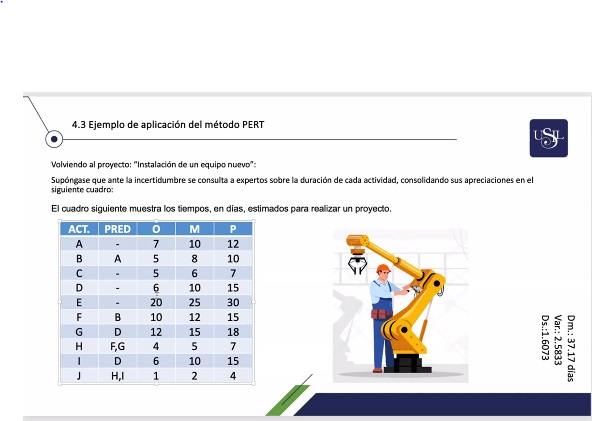 4.3 Ejemplo de aplicación del método PERT
USIL
Volviendo al proyecto: “Instalación de un equipo nuevo”:
Supóngase que ante la incertidumbre se consulta a expertos sobre la duración de cada actividad, consolidando sus apreciaciones en el
siguiente cuadro:
El cuadro siguiente muestra los tiempos, en días, estimados para realizar un proyecto.
ACT. PRED O M P
A - 7 10 12
B A 5 8 10
C - 5 6 7
D - 6 10 15
E - 20 25 30
F B 10 12 15
G D 12 15 18
H F,G 4 5 7
I D 6 10 15
J H,I 1 2 4
Dm.: 37.17 días
Var.: 2.5833
Ds.:1.6073